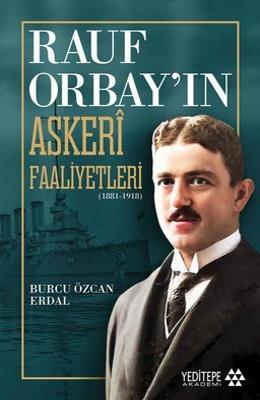 RAUF
ORBAY'IN
ASKERÎ
FAALİYETLERİ
(1881-1918)
BURCU ÖZCAN
ERDAL
YEDİTEPE
AKADEMİ